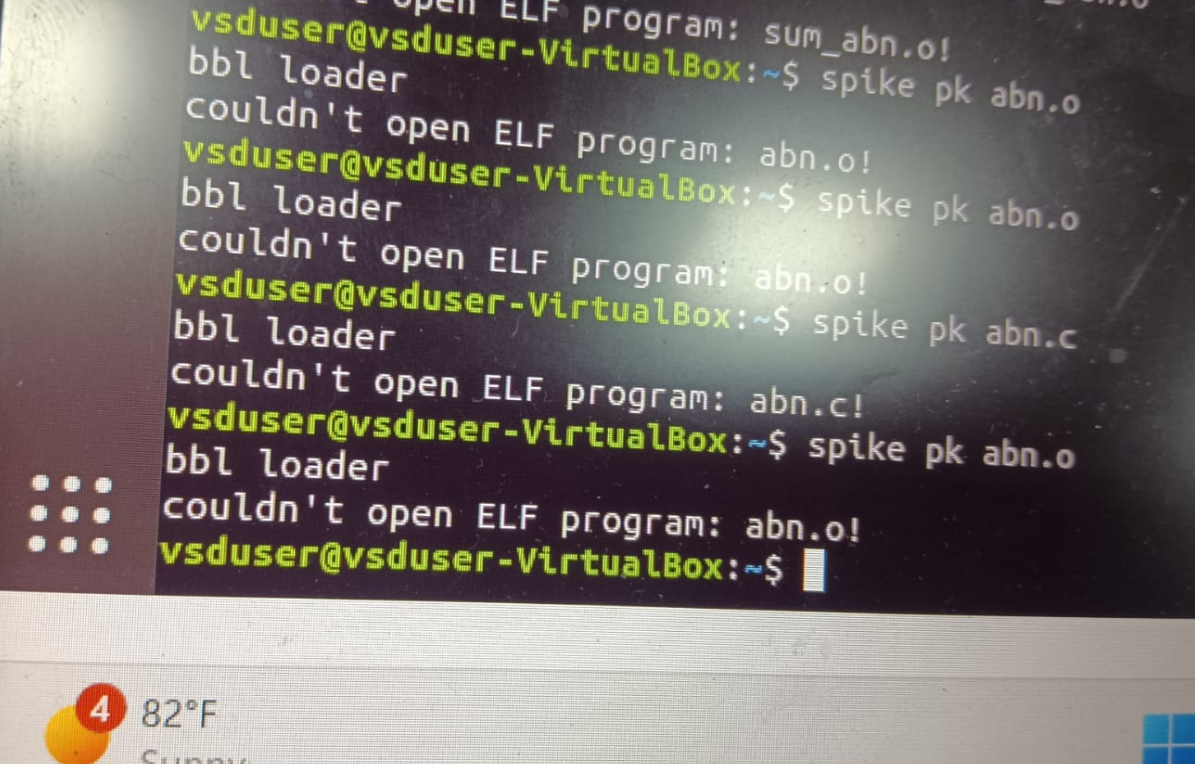 open ELF program: sum_abn.o!
vsduser@vsduser-VirtualBox:~$ spike pk abn.o
bbl loader
couldn't open ELF program: abn.o!
vsduser@vsduser-VirtualBox:~$ spike pk abn.o
bbl loader
couldn't open ELF program: abn.o!
vsduser@vsduser-VirtualBox:~$ spike pk abn.c
bbl loader
couldn't open ELF program: abn.c!
vsduser@vsduser-VirtualBox:~$ spike pk abn.o
bbl loader
couldn't open ELF program: abn.o!
vsduser@vsduser-VirtualBox:~$
4
82°F
Sunny